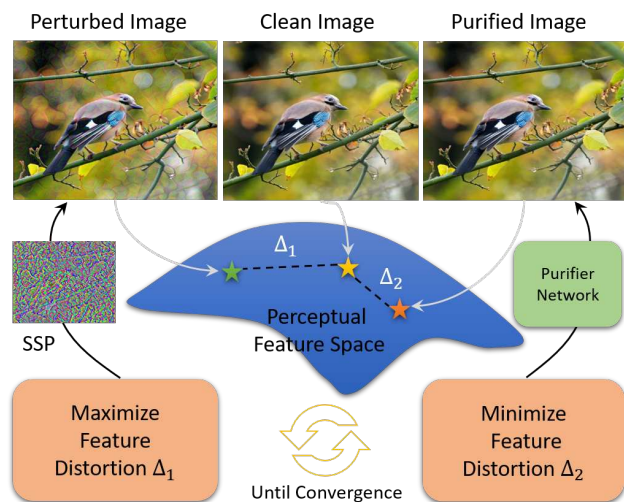 Perturbed Image
Clean Image
Purified Image
Δ₁
Δ₂
SSP
Perceptual
Feature Space
Purifier
Network
Maximize
Feature
Distortion Δ₁
Minimize
Feature
Distortion Δ₂
Until Convergence